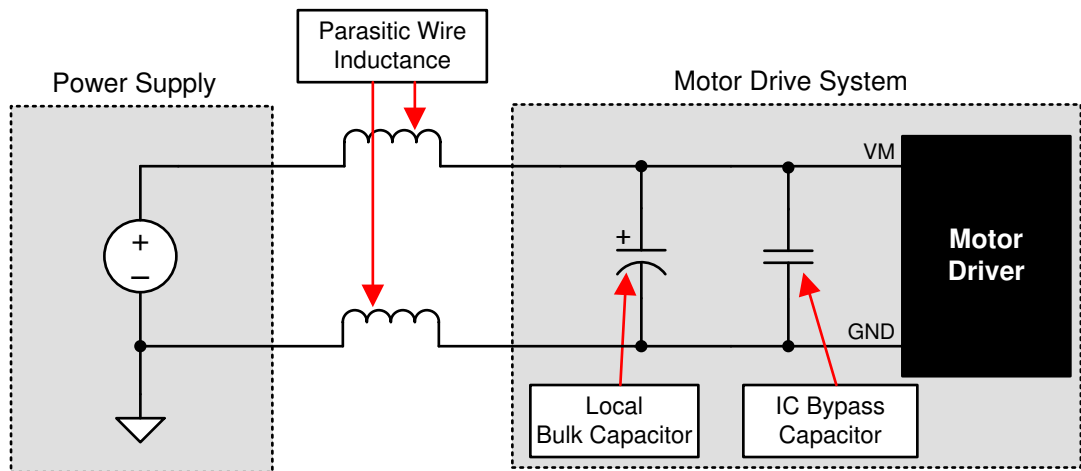 Parasitic Wire
Inductance
Power Supply
Motor Drive System
VM
+
–
+
Motor
Driver
GND
Local
Bulk Capacitor
IC Bypass
Capacitor